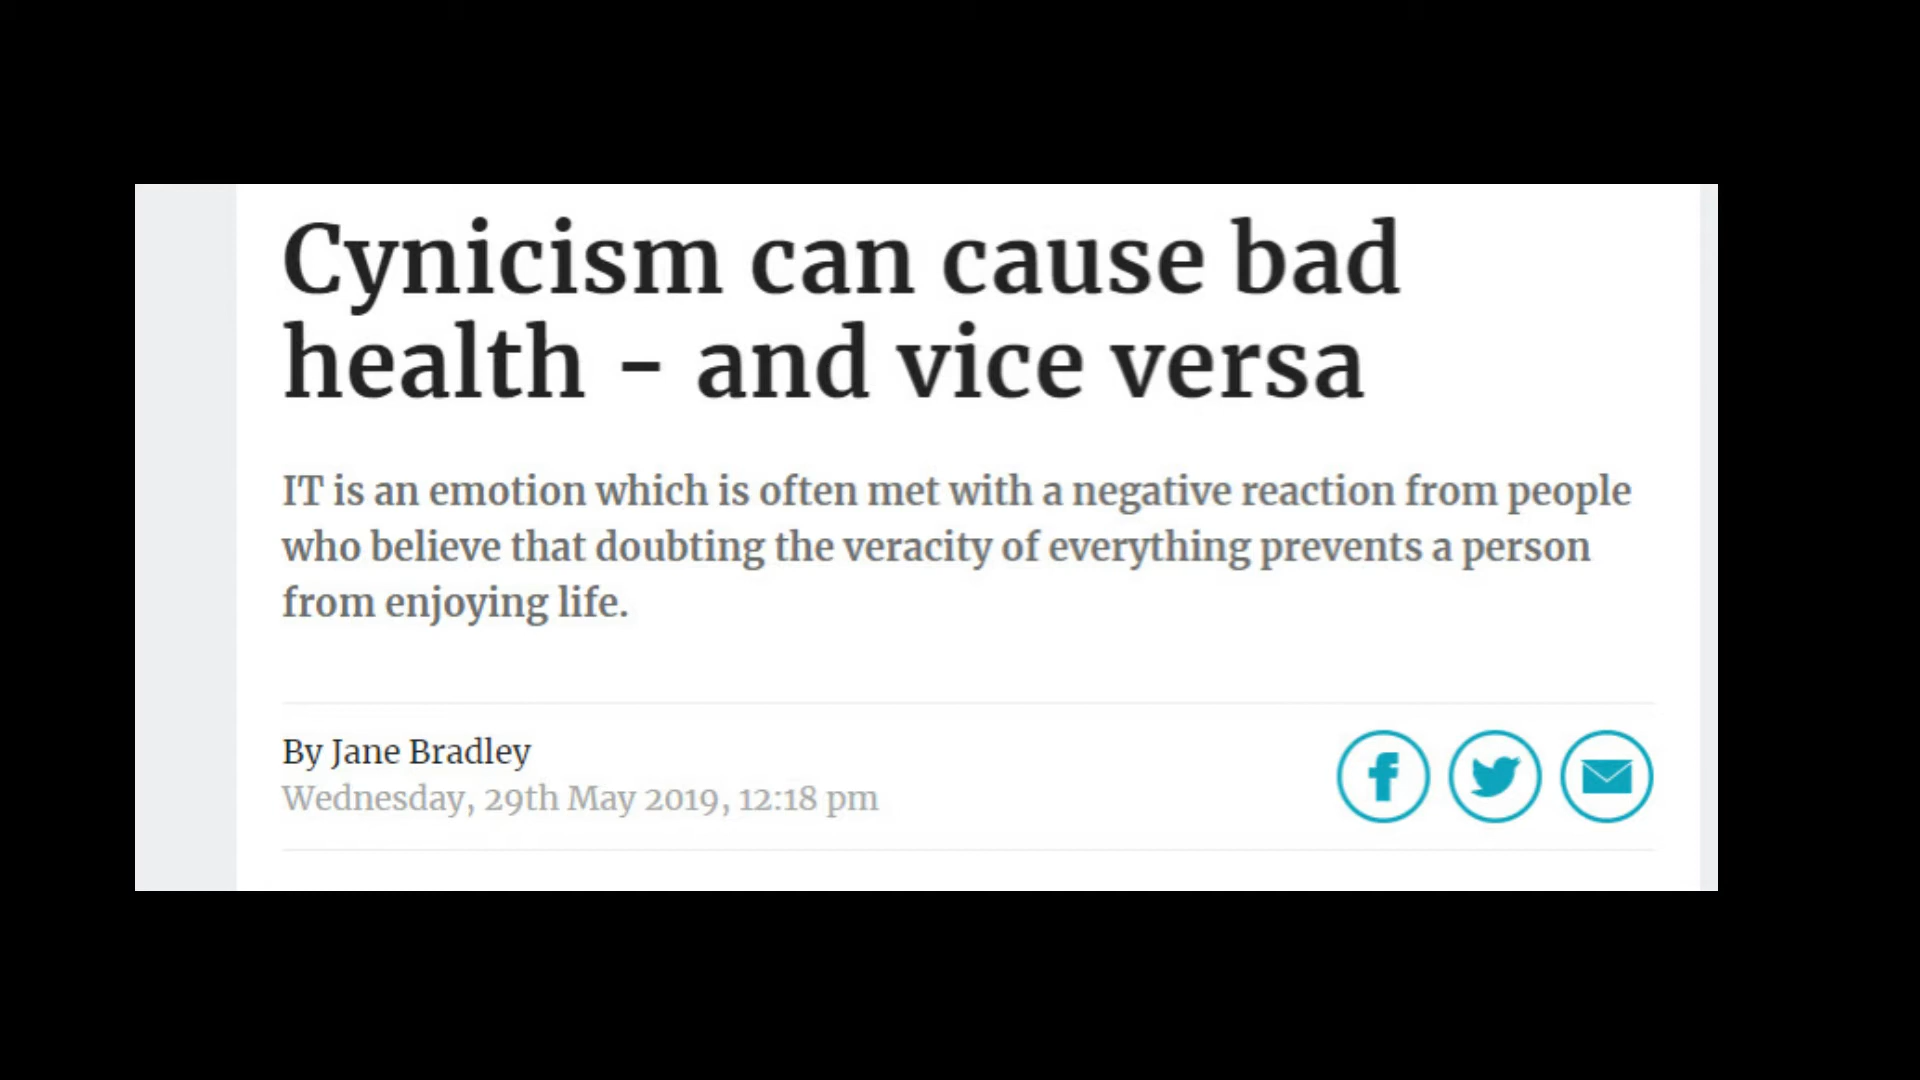 Cynicism can cause bad
health - and vice versa
IT is an emotion which is often met with a negative reaction from people
who believe that doubting the veracity of everything prevents a person
from enjoying life.
By Jane Bradley
Wednesday, 29th May 2019, 12:18 pm